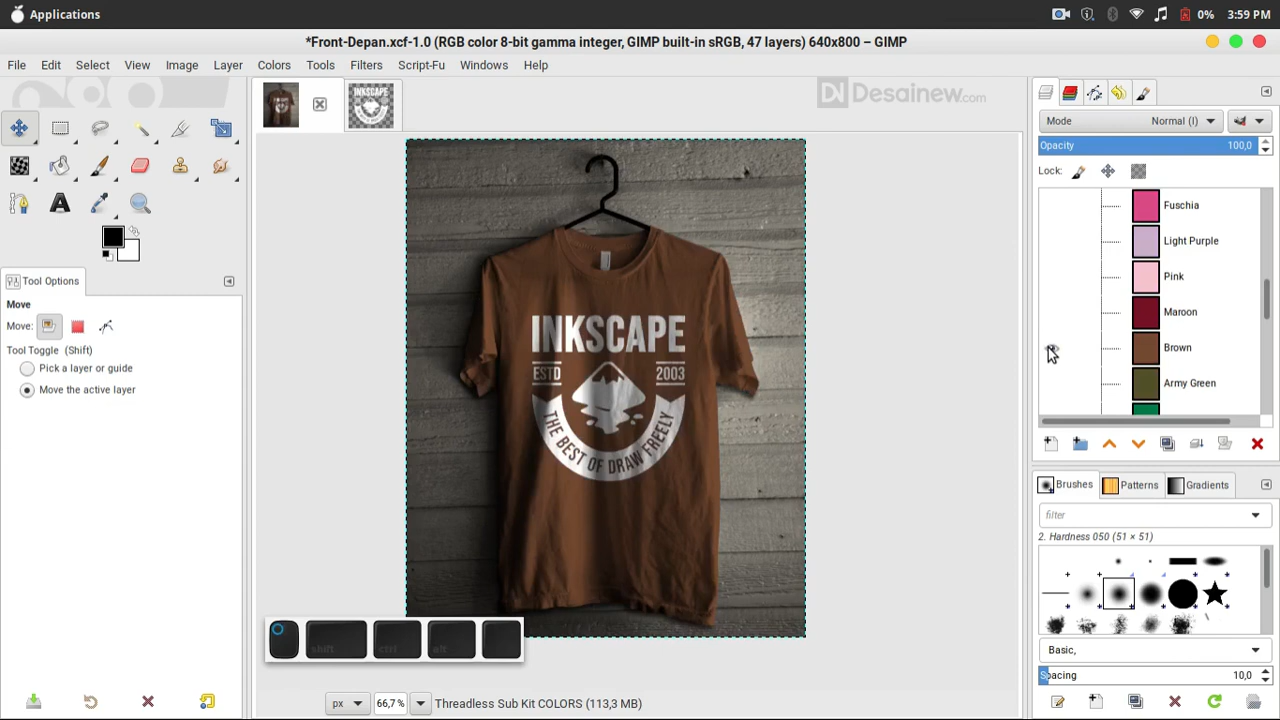 Applications
0%
3:59 PM
*Front-Depan.xcf-1.0 (RGB color 8-bit gamma integer, GIMP built-in sRGB, 47 layers) 640x800 – GIMP
File Edit Select View Image Layer Colors Tools Filters Script-Fu Windows Help
Desainew.com
INKSCAPE
Mode Normal (l)
Opacity 100,0
Lock:
Fuschia
Light Purple
Pink
Maroon
Brown
Army Green
Tool Options
Move
Move:
Tool Toggle (Shift)
Pick a layer or guide
Move the active layer
INKSCAPE
ESTD 2003
THE BEST OF DRAW FREELY
Brushes Patterns Gradients
filter
2. Hardness 050 (51 × 51)
Basic,
Spacing 10,0
shift ctrl alt
px 66,7% Threadless Sub Kit COLORS (113,3 MB)